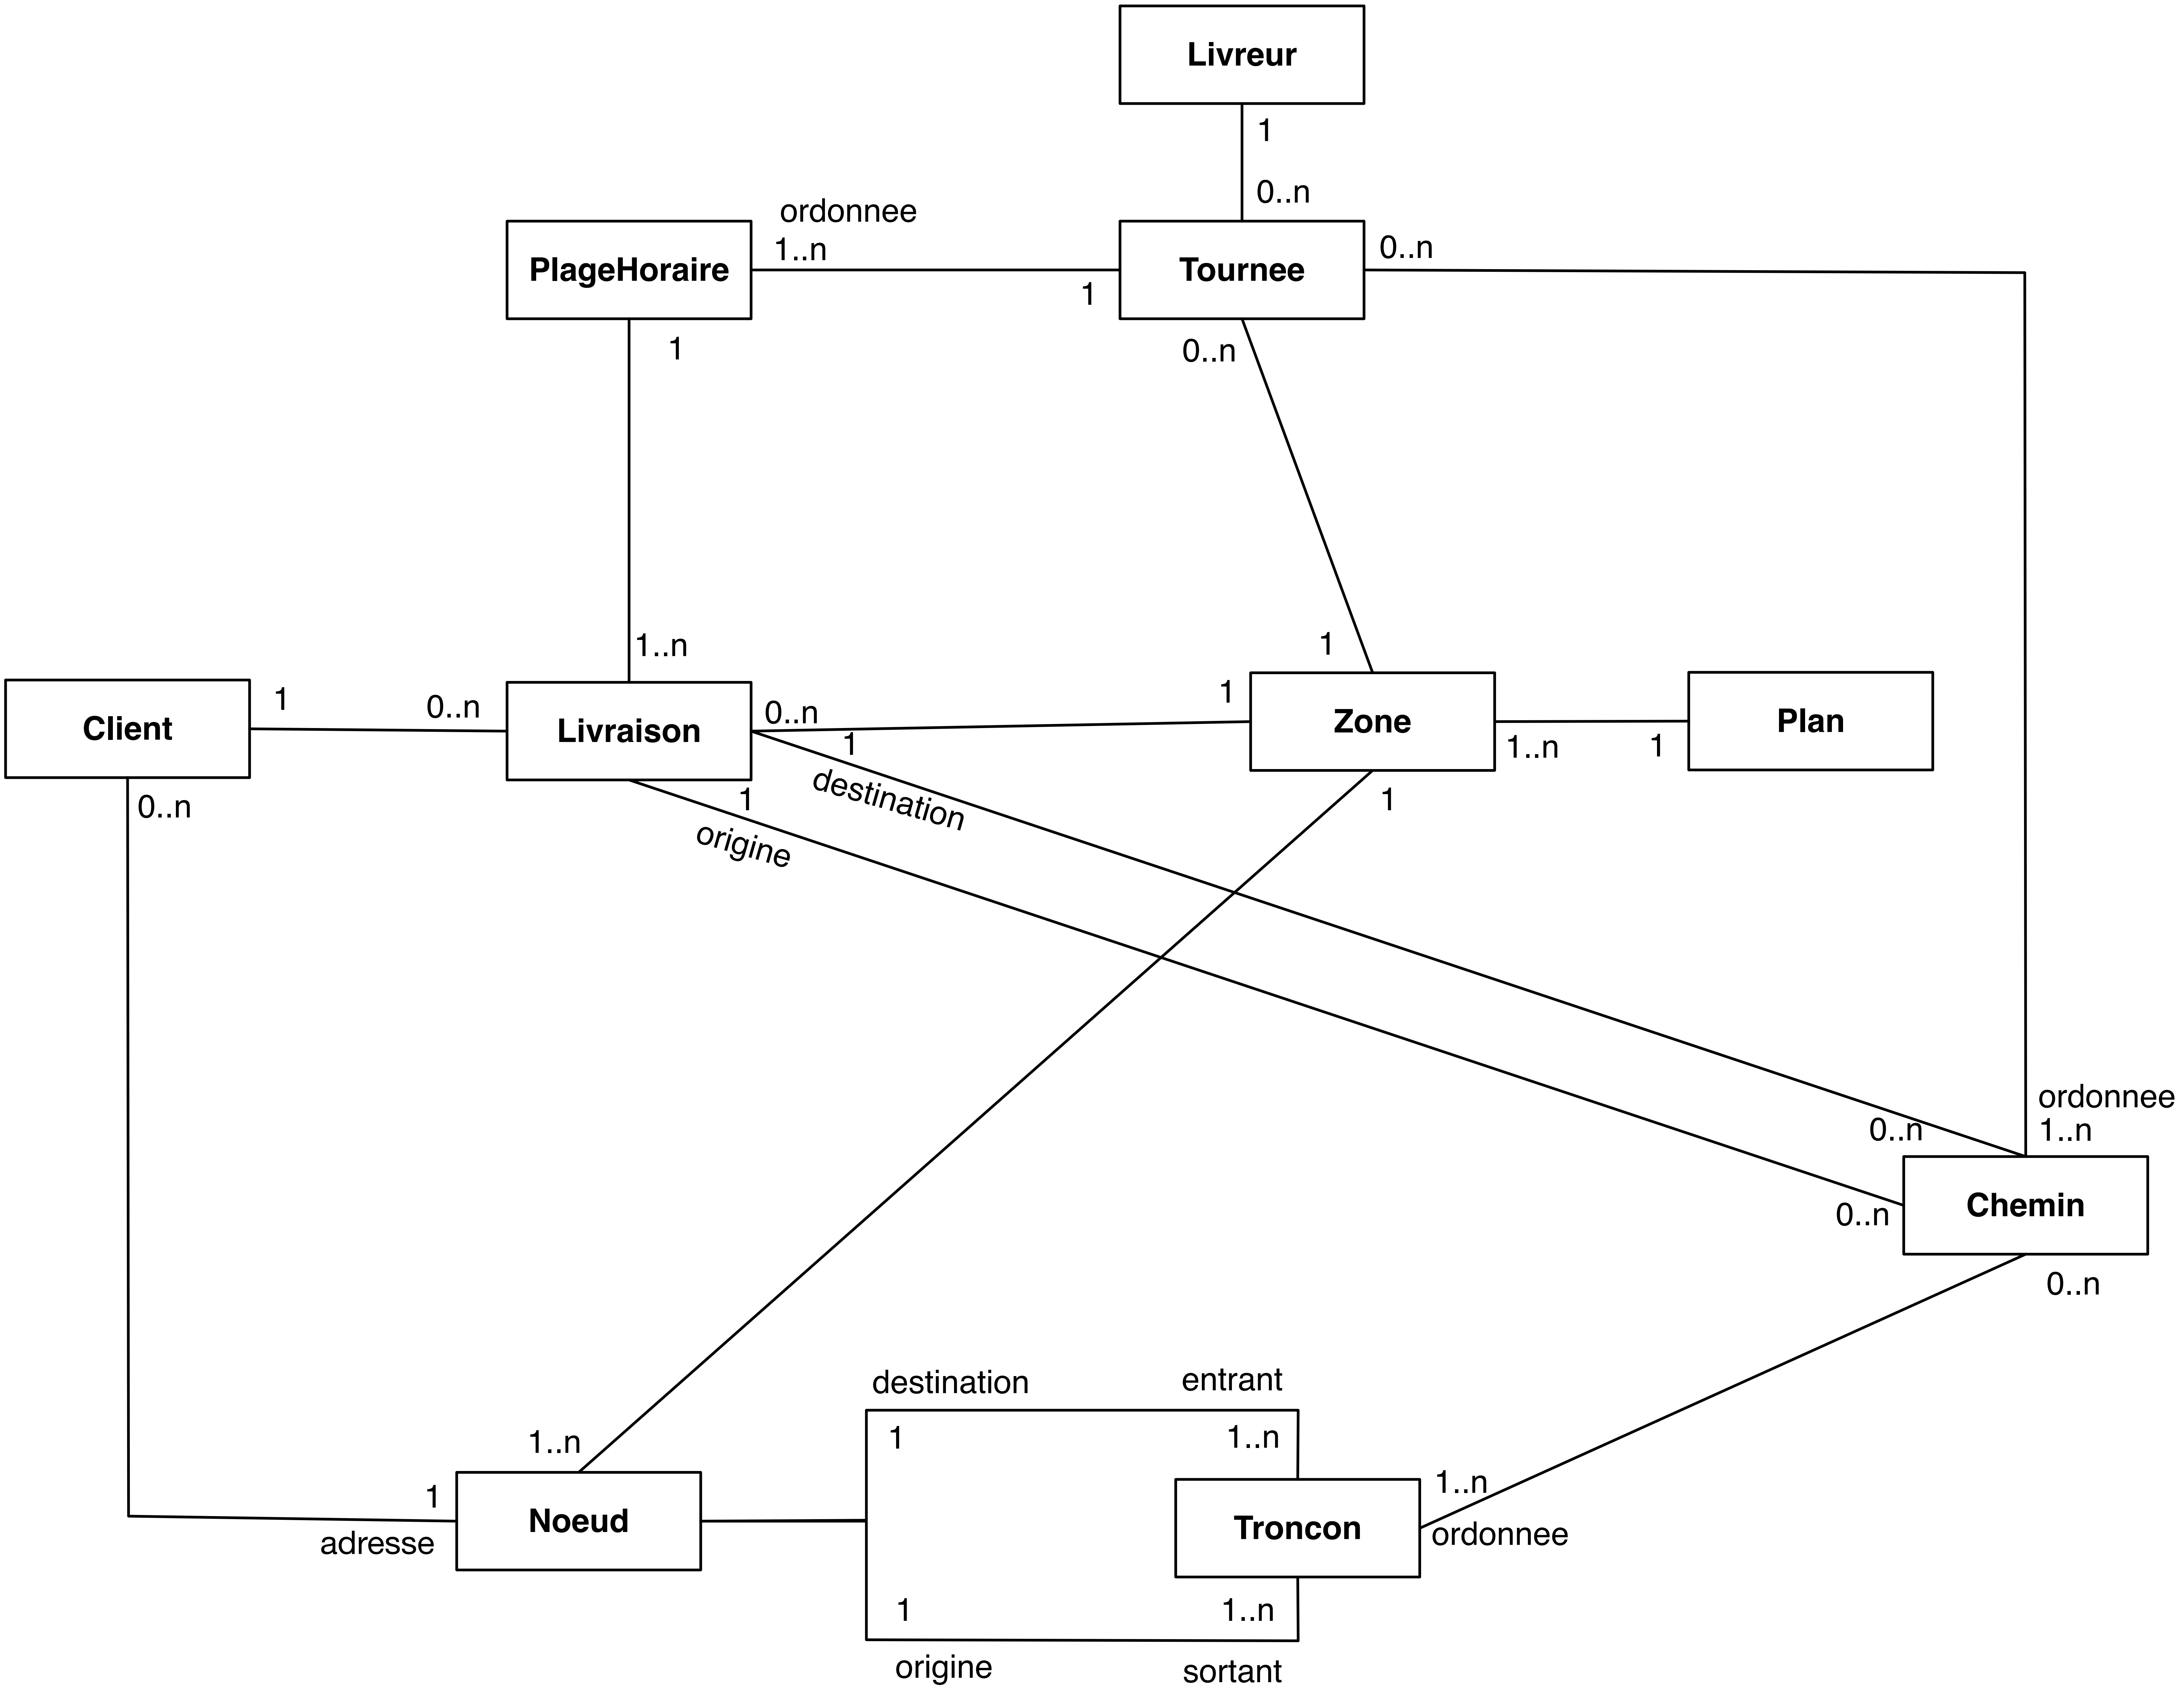 Livreur
1
0..n
ordonnee
1..n
PlageHoraire
1
Tournee
0..n
1
0..n
1..n
1
Client
1
0..n
Livraison
0..n
1
1
Zone
1..n
1
Plan
0..n
1
origine
destination
1
ordonnee
0..n
1..n
0..n
Chemin
0..n
destination
entrant
1..n
1
1..n
1
adresse
Noeud
Troncon
1..n
ordonnee
1
1..n
origine
sortant